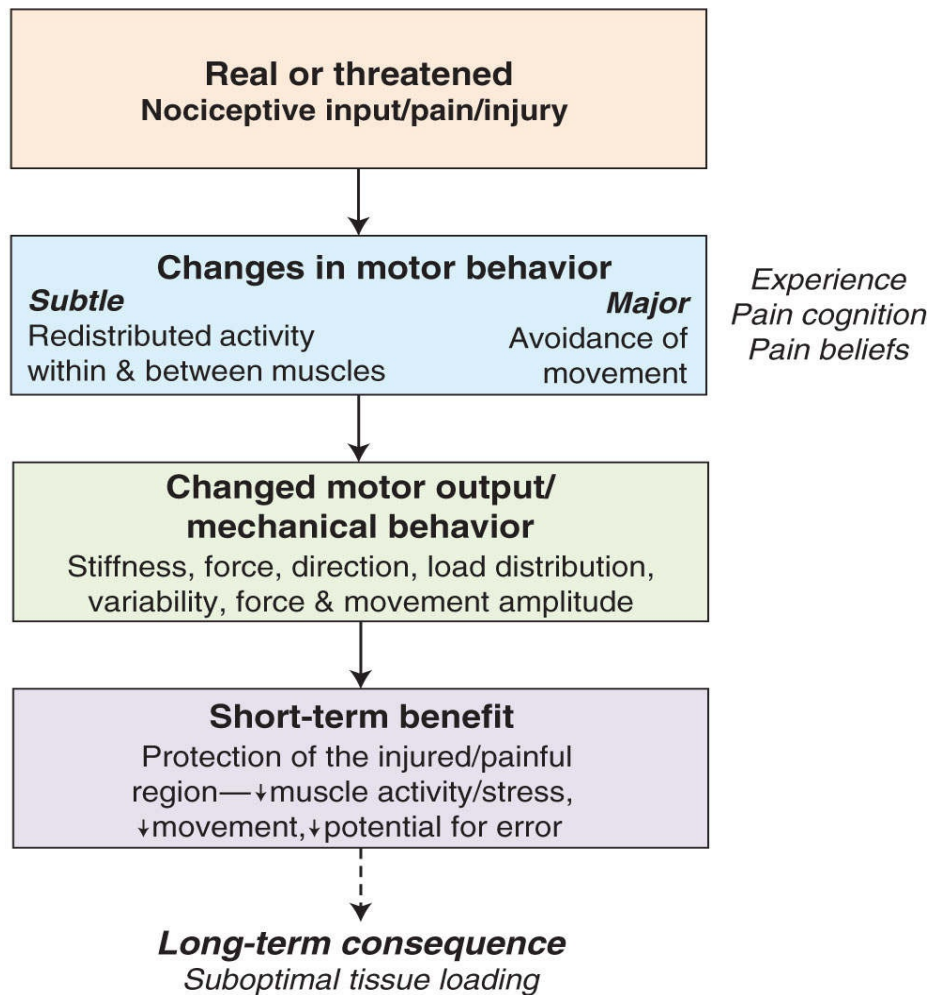 Real or threatened
Nociceptive input/pain/injury
Changes in motor behavior
Subtle
Redistributed activity
within & between muscles
Major
Avoidance of
movement
Experience
Pain cognition
Pain beliefs
Changed motor output/
mechanical behavior
Stiffness, force, direction, load distribution,
variability, force & movement amplitude
Short-term benefit
Protection of the injured/painful
region—↓muscle activity/stress,
↓movement,↓potential for error
Long-term consequence
Suboptimal tissue loading